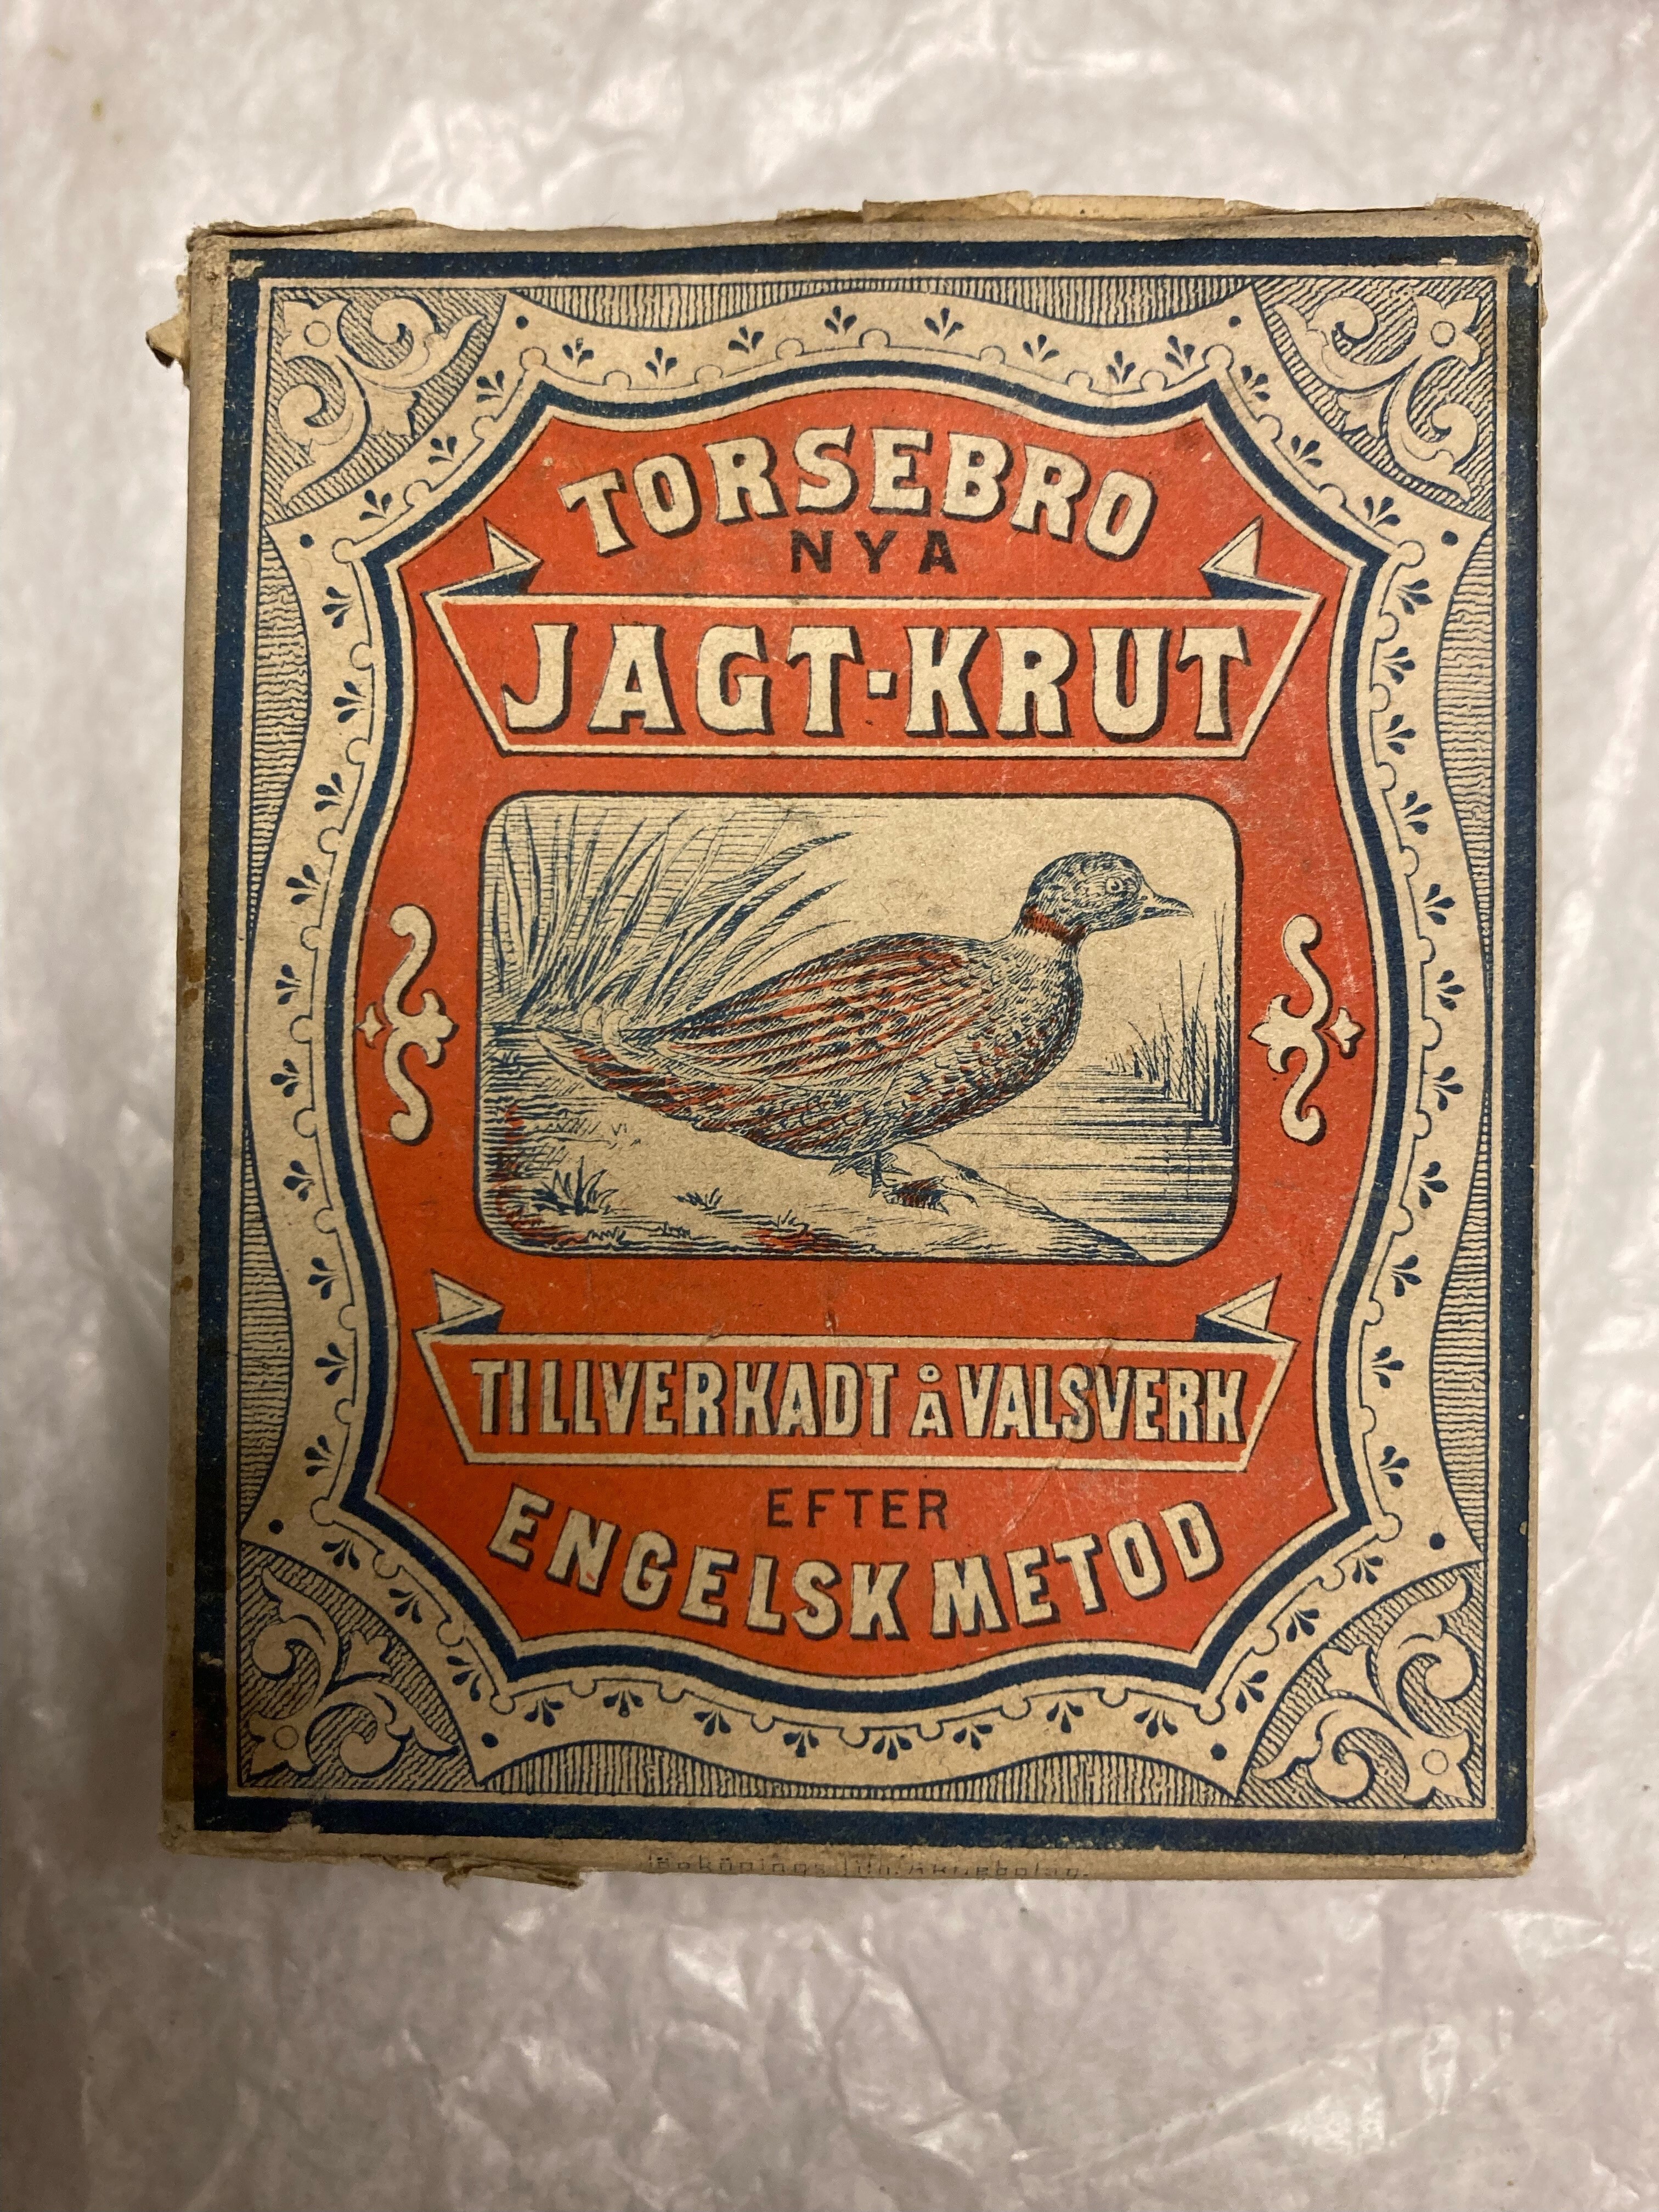 TORSEBRO
NYA
JAGT-KRUT
TILLVERKADT Å VALSVERK
EFTER
ENGELSK METOD